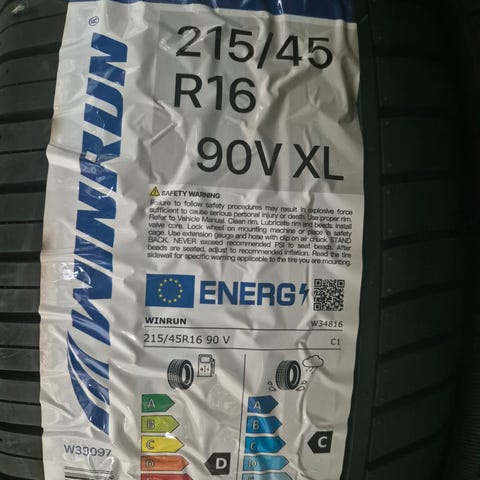 WINRUN
215/45
R16
90V XL
SAFETY WARNING
Failure to follow safety procedures may result in explosive force
sufficient to cause serious personal injury or death. Use proper rim.
Refer to Vehicle Manual. Clean rim. Lubricate rim and beads. Install
valve core. Lock wheel on mounting machine or place in safety
cage. Use extension gauge and hose with clip on air chuck. STAND
BACK. NEVER exceed recommended PSI to seat beads. After
beads are seated, adjust to recommended inflation. Read the tire
sidewall for specific warning applicable to the tire you are mounting.
ENERG
WINRUN W34816
215/45R16 90 V C1
A A
B B
C C C
D D
W33097